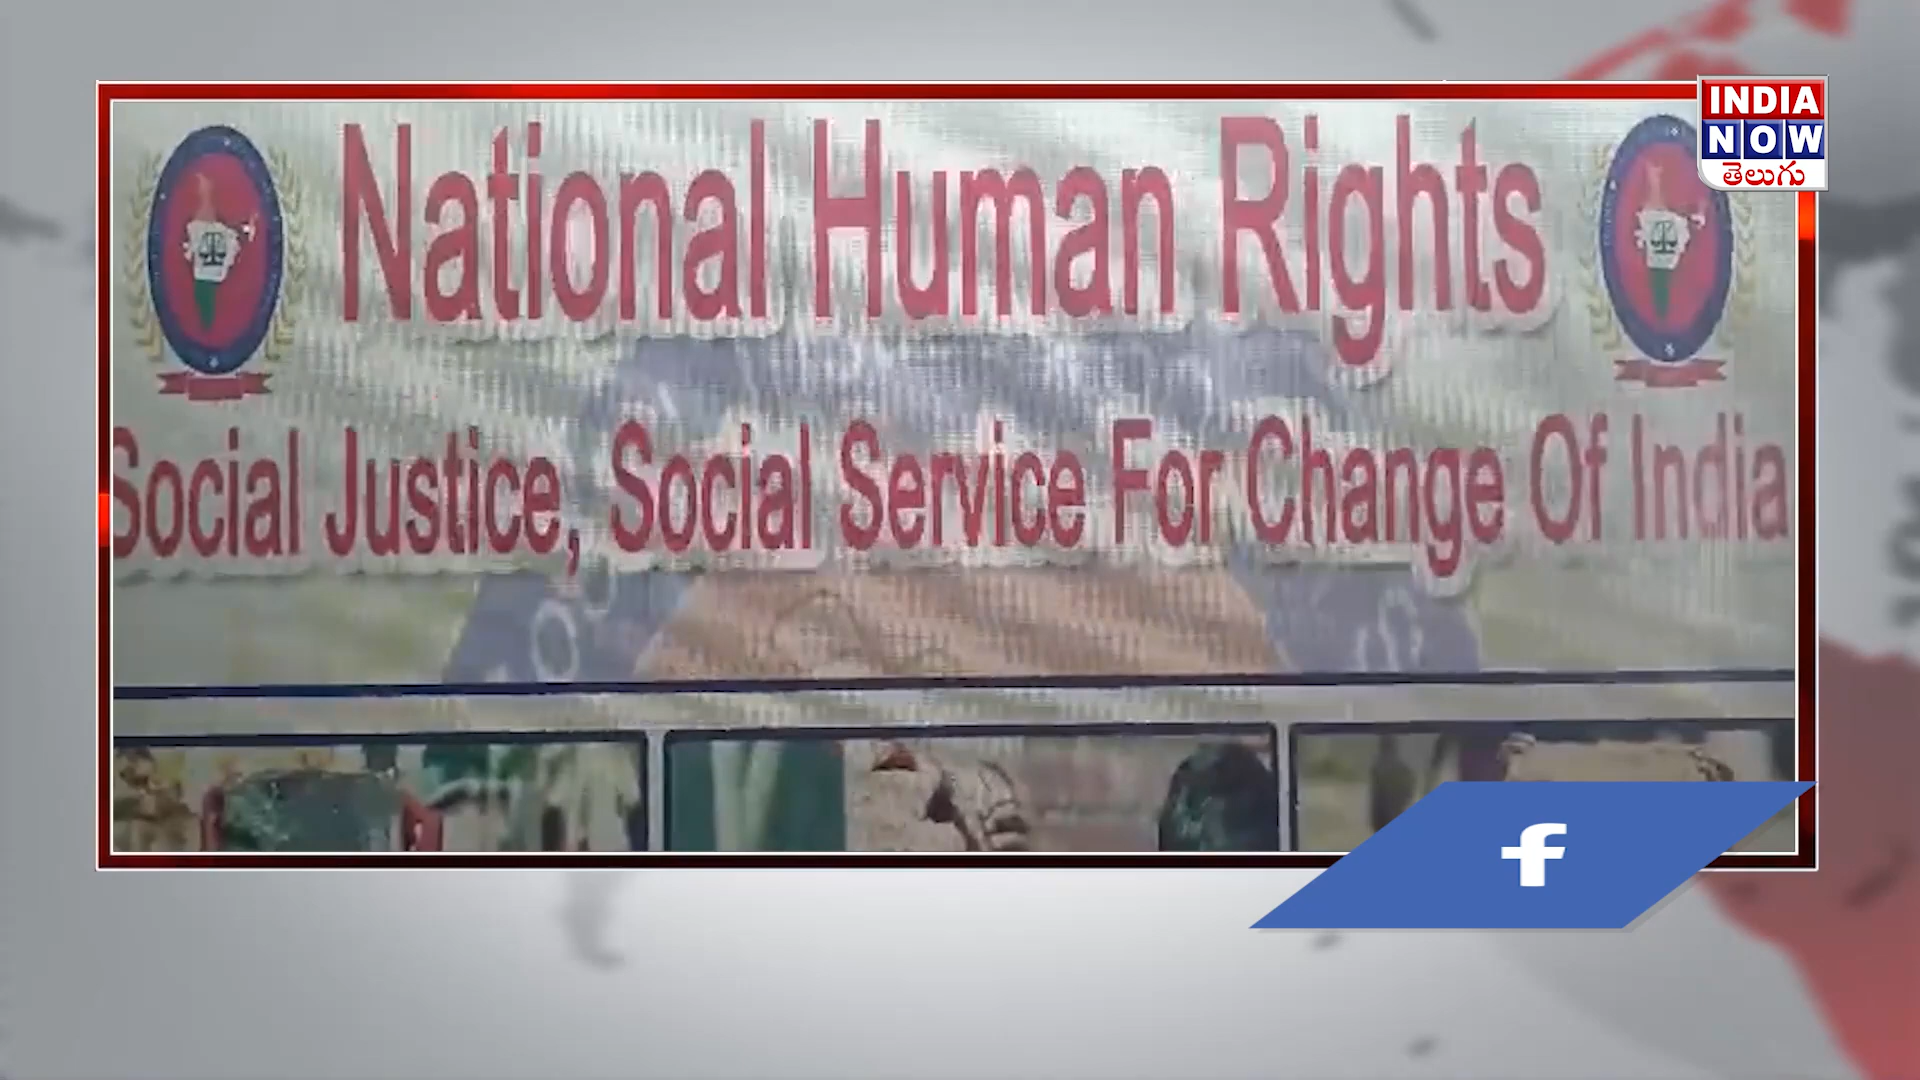 INDIA
NOW
తెలుగు
National Human Rights
Social Justice, Social Service For Change Of India
f